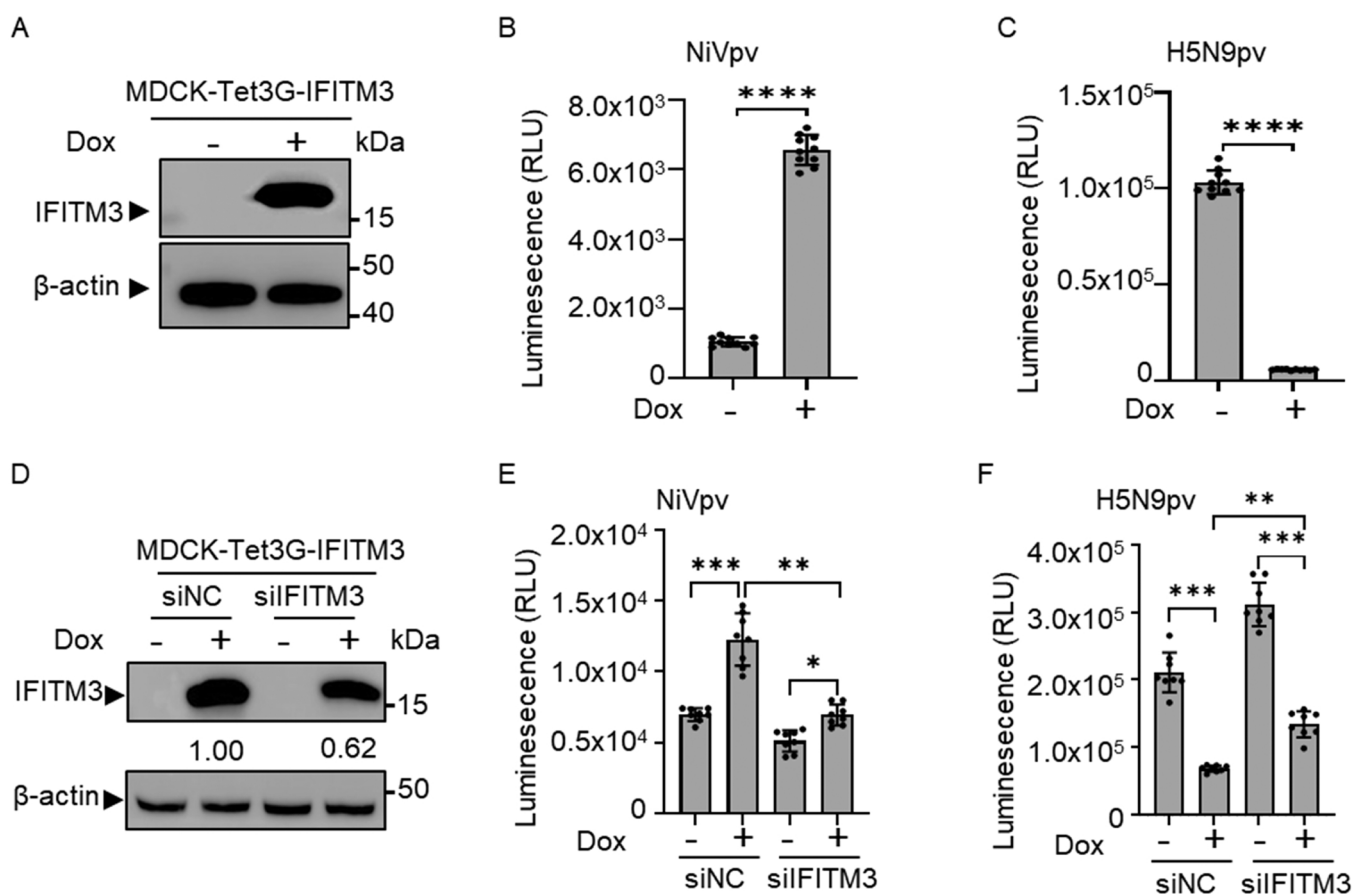 A
MDCK-Tet3G-IFITM3
Dox - + kDa
IFITM3
15
β-actin
50
40
B
NiVpv
****
8.0x10³
6.0x10³
4.0x10³
2.0x10³
0
Luminesecence (RLU)
Dox - +
C
H5N9pv
****
1.5x10⁵
1.0x10⁵
0.5x10⁵
0
Luminesecence (RLU)
Dox - +
D
MDCK-Tet3G-IFITM3
siNC siIFITM3
Dox - + - + kDa
IFITM3
15
1.00 0.62
β-actin
50
E
NiVpv
2.0x10⁴
1.5x10⁴
1.0x10⁴
0.5x10⁴
0
*** **
*
Luminesecence (RLU)
Dox - + - +
siNC siIFITM3
F
H5N9pv
**
***
***
4.0x10⁵
3.0x10⁵
2.0x10⁵
1.0x10⁵
0
Luminesecence (RLU)
Dox - + - +
siNC siIFITM3